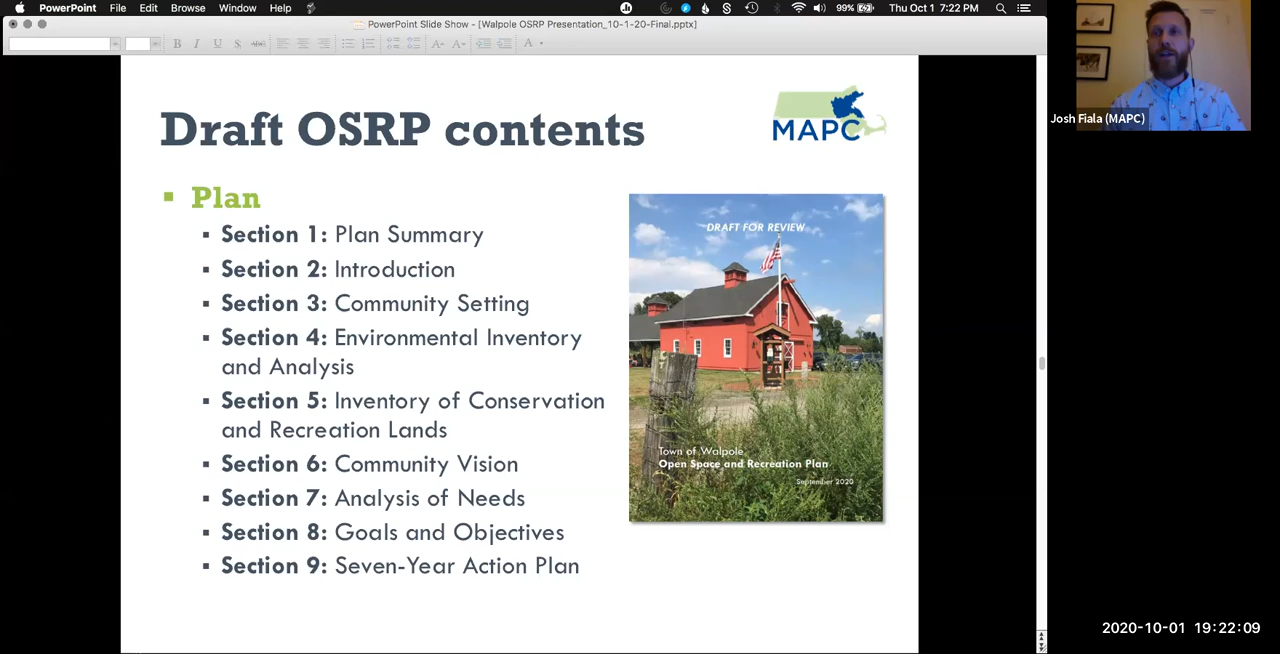 PowerPoint File Edit Browse Window Help
99% Thu Oct 1 7:22 PM
PowerPoint Slide Show - [Walpole OSRP Presentation_10-1-20-Final.pptx]
B I U S ABC A A A
Draft OSRP contents
MAPC
Plan
Section 1: Plan Summary
Section 2: Introduction
Section 3: Community Setting
Section 4: Environmental Inventory
and Analysis
Section 5: Inventory of Conservation
and Recreation Lands
Section 6: Community Vision
Section 7: Analysis of Needs
Section 8: Goals and Objectives
Section 9: Seven-Year Action Plan
DRAFT FOR REVIEW
Town of Walpole
Open Space and Recreation Plan
September 2020
Josh Fiala (MAPC)
2020-10-01 19:22:09